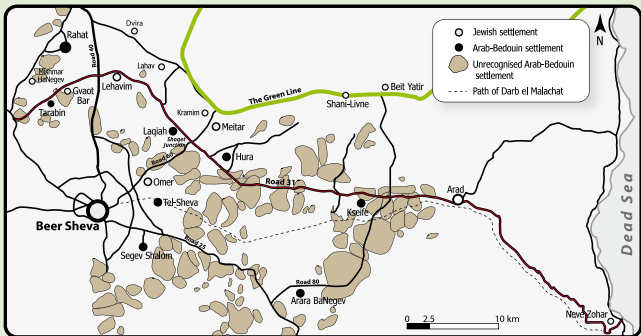 Dvira
Rahat
Road 40
Mishmar
HaNegev
Lahav
Gvaot
Bar
Lehavim
Tarabin
Kramim
Laqiah
Shoqet
Junction
Meitar
Road 60
Hura
The Green Line
Shani-Livne
Beit Yatir
Jewish settlement
Arab-Bedouin settlement
Unrecognised Arab-Bedouin
settlement
Path of Darb el Malachat
N
Omer
Tel-Sheva
Road 31
Kseife
Arad
Beer Sheva
Segev Shalom
Road 25
Road 80
Arara BaNegev
Neve Zohar
Dead Sea
0 2.5 10 km